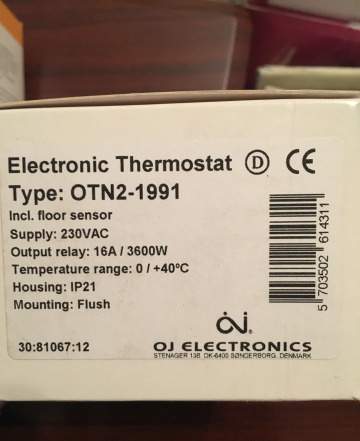 Electronic Thermostat D CE
Type: OTN2-1991
Incl. floor sensor
Supply: 230VAC
Output relay: 16A / 3600W
Temperature range: 0 / +40ºC
Housing: IP21
Mounting: Flush
5 703502 614311
OJ
30:81067:12
OJ ELECTRONICS
STENAGER 13B, DK-6400 SØNDERBORG, DENMARK